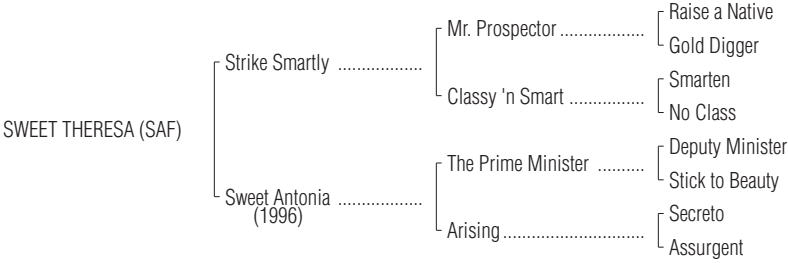 Raise a Native
Mr. Prospector ..................
Gold Digger
Strike Smartly ..................
Smarten
Classy 'n Smart ................
No Class
SWEET THERESA (SAF)
Deputy Minister
The Prime Minister ..........
Stick to Beauty
Sweet Antonia ..................
(1996)
Secreto
Arising..............................
Assurgent